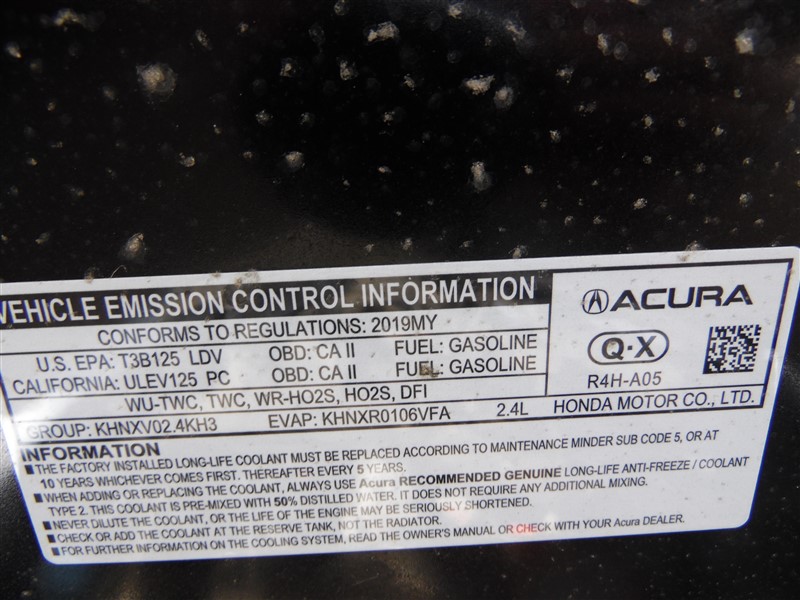 VEHICLE EMISSION CONTROL INFORMATION
CONFORMS TO REGULATIONS: 2019MY
U.S. EPA: T3B125 LDV OBD: CA II FUEL: GASOLINE
CALIFORNIA: ULEV125 PC OBD: CA II FUEL: GASOLINE
WU-TWC, TWC, WR-HO2S, HO2S, DFI
GROUP: KHNXV02.4KH3 EVAP: KHNXR0106VFA 2.4L
ACURA
Q·X
R4H-A05
HONDA MOTOR CO., LTD.
INFORMATION
■THE FACTORY INSTALLED LONG-LIFE COOLANT MUST BE REPLACED ACCORDING TO MAINTENANCE MINDER SUB CODE 5, OR AT
10 YEARS WHICHEVER COMES FIRST. THEREAFTER EVERY 5 YEARS.
■WHEN ADDING OR REPLACING THE COOLANT, ALWAYS USE Acura RECOMMENDED GENUINE LONG-LIFE ANTI-FREEZE / COOLANT
TYPE 2. THIS COOLANT IS PRE-MIXED WITH 50% DISTILLED WATER. IT DOES NOT REQUIRE ANY ADDITIONAL MIXING.
■NEVER DILUTE THE COOLANT, OR THE LIFE OF THE ENGINE MAY BE SERIOUSLY SHORTENED.
■CHECK OR ADD THE COOLANT AT THE RESERVE TANK, NOT THE RADIATOR.
■FOR FURTHER INFORMATION ON THE COOLING SYSTEM, READ THE OWNER'S MANUAL OR CHECK WITH YOUR Acura DEALER.